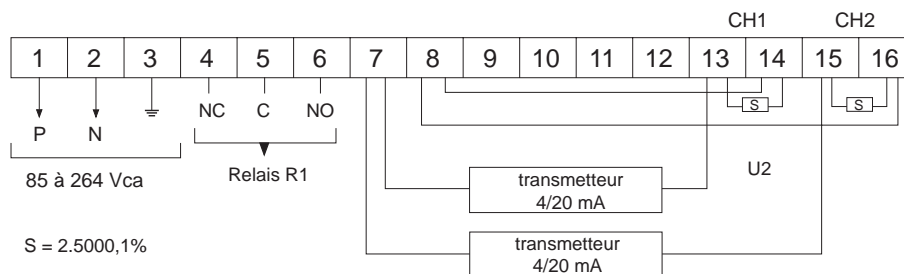 CH1 CH2
1 2 3 4 5 6 7 8 9 10 11 12 13 14 15 16
S S
NC C NO
P N
85 à 264 Vca
Relais R1
U2
transmetteur
4/20 mA
S = 2.5000,1%
transmetteur
4/20 mA